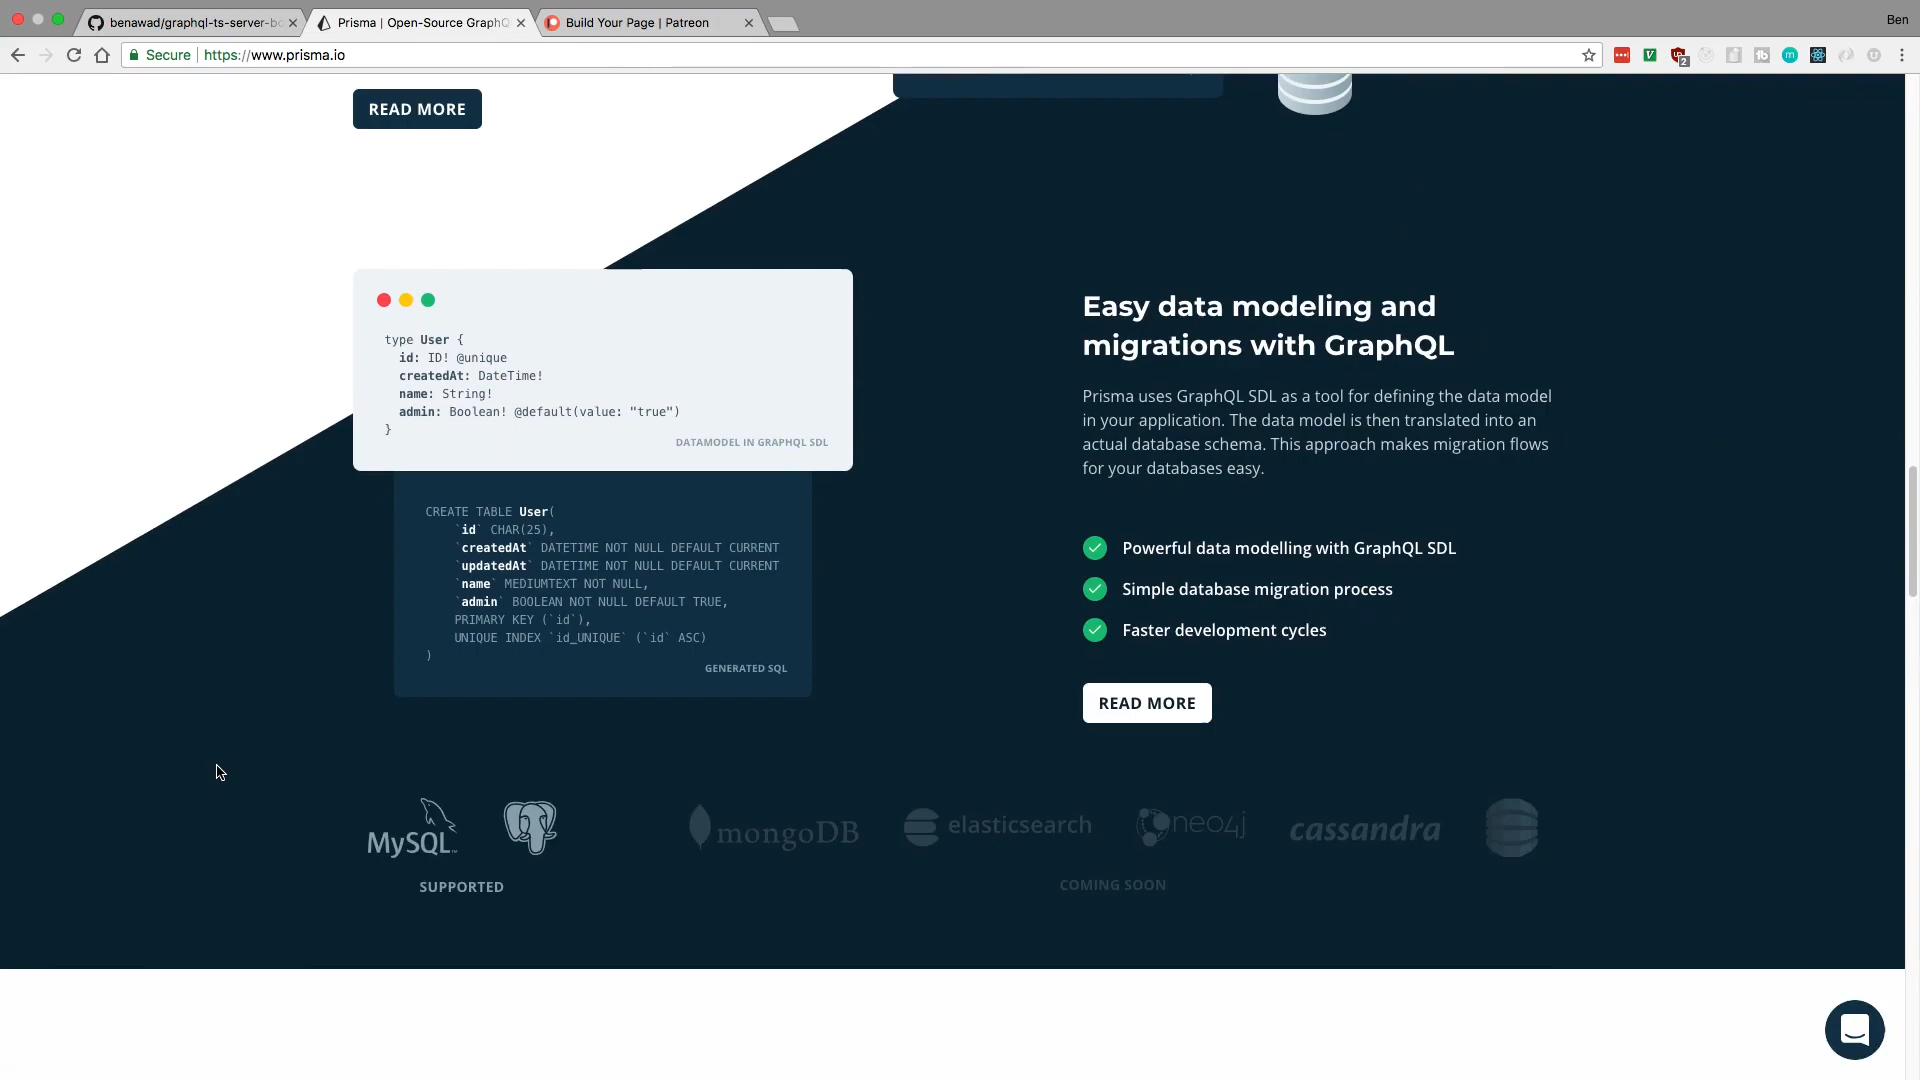 benawad/graphql-ts-server-bo
Prisma | Open-Source GraphQ
Build Your Page | Patreon
Ben
Secure
https://www.prisma.io
2
READ MORE
type User {
id: ID! @unique
createdAt: DateTime!
name: String!
admin: Boolean! @default(value: "true")
}
DATAMODEL IN GRAPHQL SDL
CREATE TABLE User(
`id` CHAR(25),
`createdAt` DATETIME NOT NULL DEFAULT CURRENT
`updatedAt` DATETIME NOT NULL DEFAULT CURRENT
`name` MEDIUMTEXT NOT NULL,
`admin` BOOLEAN NOT NULL DEFAULT TRUE,
PRIMARY KEY (`id`),
UNIQUE INDEX `id_UNIQUE` (`id` ASC)
)
GENERATED SQL
Easy data modeling and
migrations with GraphQL
Prisma uses GraphQL SDL as a tool for defining the data model
in your application. The data model is then translated into an
actual database schema. This approach makes migration flows
for your databases easy.
Powerful data modelling with GraphQL SDL
Simple database migration process
Faster development cycles
READ MORE
MySQL
mongoDB
elasticsearch
neo4j
cassandra
SUPPORTED
COMING SOON